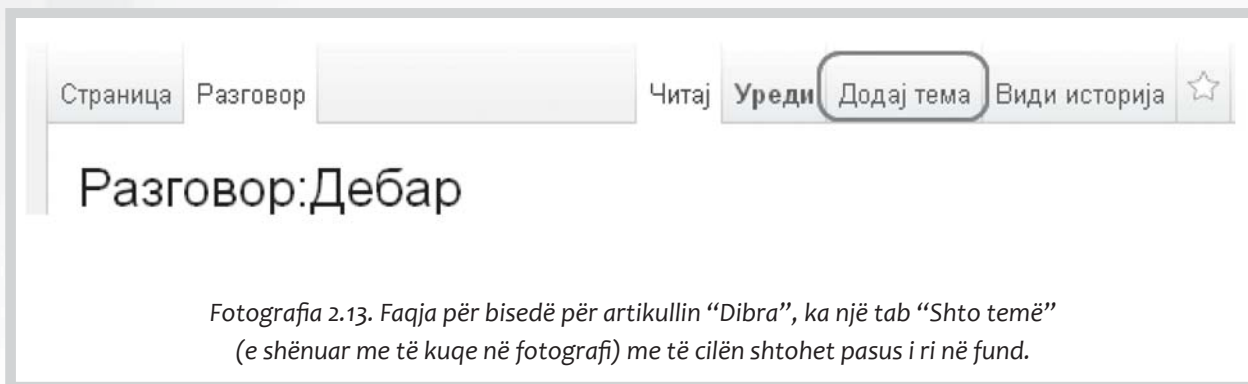 Страница Разговор Читај Уреди Додај тема Види историја
Разговор:Дебар
Fotografia 2.13. Faqja për bisedë për artikullin “Dibra”, ka një tab “Shto temë”
(e shënuar me të kuqe në fotografi) me të cilën shtohet pasus i ri në fund.